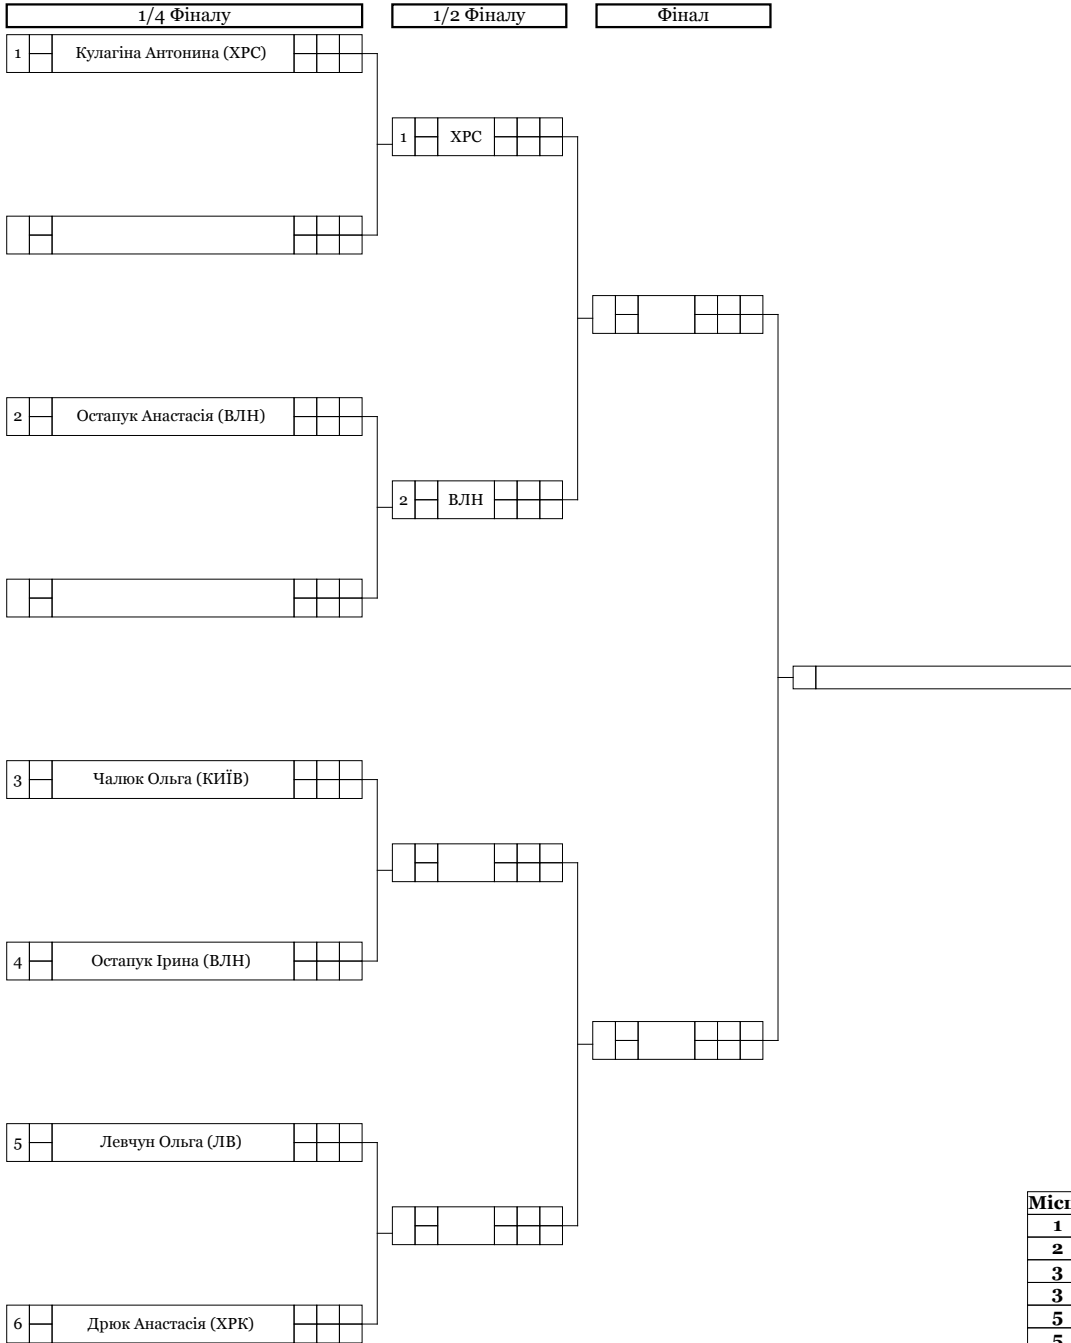 1/4 Фіналу
1/2 Фіналу
Фінал
1 Кулагіна Антонина (ХРС)
1 ХРС
2 Остапук Анастасія (ВЛН)
2 ВЛН
3 Чалюк Ольга (КИЇВ)
4 Остапук Ірина (ВЛН)
5 Левчун Ольга (ЛВ)
6 Дрюк Анастасія (ХРК)
1
2
3
3
5
5